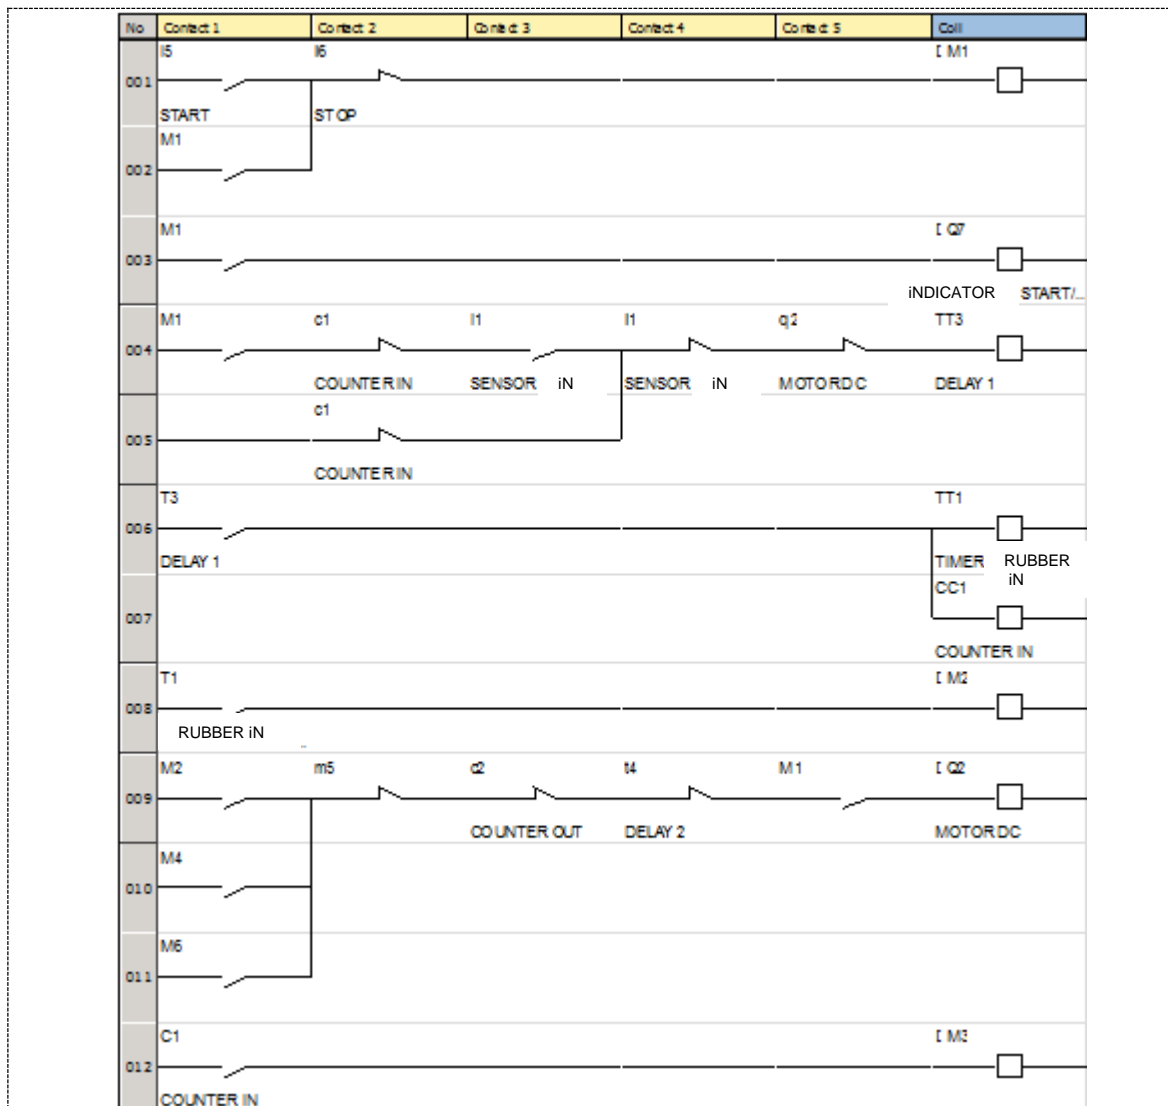 No Contact 1 Contact 2 Contact 3 Contact 4 Contact 5 Coil
I5 i6 [ M1
001
START STOP
M1
002
M1 [ Q7
003
iNDICATOR START/...
M1 c1 I1 i1 q2 TT3
004
COUNTER IN SENSOR iN SENSOR iN MOTOR DC DELAY 1
c1
005
COUNTER IN
T3 TT1
006
DELAY 1 TIMER RUBBER iN
CC1
007
COUNTER IN
T1 [ M2
008
RUBBER iN
M2 m5 c2 t4 M1 [ Q2
009
COUNTER OUT DELAY 2 MOTOR DC
M4
010
M6
011
C1 [ M3
012
COUNTER IN